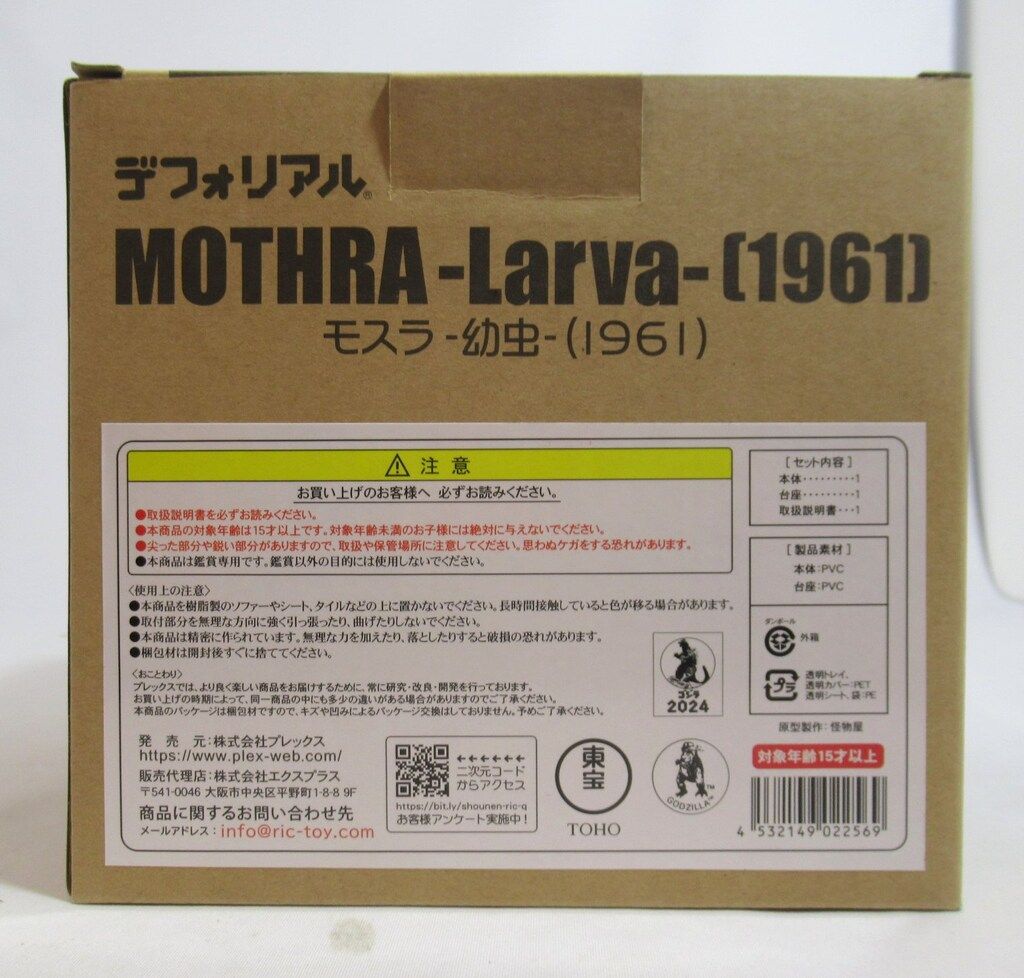 デフォリアル®
MOTHRA -Larva- (1961)
モスラ -幼虫- (1961)
⚠ 注意
お買い上げのお客様へ 必ずお読みください。
●取扱説明書を必ずお読みください。
●本商品の対象年齢は15才以上です。対象年齢未満のお子様には絶対に与えないでください。
●尖った部分や鋭い部分がありますので、取扱や保管場所に注意してください。思わぬケガをする恐れがあります。
●本商品は鑑賞専用です。鑑賞以外の目的には使用しないでください。
〈使用上の注意〉
●本商品を樹脂製のソファーやシート、タイルなどの上に置かないでください。長時間接触していると色が移る場合があります。
●取付部分を無理な方向に強く引っ張ったり、曲げたりしないでください。
●本商品は精密に作られています。無理な力を加えたり、落としたりすると破損の恐れがあります。
●梱包材は開封後すぐに捨ててください。
〈おことわり〉
プレックスでは、より良く楽しい商品をお届けするために、常に研究・改良・開発を行っております。
お買い上げの時期によって、同一商品の中にも多少の違いがある場合がありますのでご了承ください。
本商品のパッケージは梱包材ですので、キズや凹みによるパッケージ交換はしておりません。予めご了承ください。
発売元:株式会社プレックス
https://www.plex-web.com/
販売代理店:株式会社エクスプラス
〒541-0046 大阪市中央区平野町1-8-8 9F
商品に関するお問い合わせ先
メールアドレス:info@ric-toy.com
←←←←←←
二次元コード
からアクセス
https://bit.ly/shounen-ric-q
お客様アンケート実施中!
東宝
TOHO
ゴジラ
2024
GODZILLA™
[セット内容]
本体………1
台座………1
取扱説明書…1
[製品素材]
本体:PVC
台座:PVC
ダンボール
外箱
プラ
透明トレイ、
透明カバー:PET
透明シート、袋:PE
原型製作:怪物屋
対象年齢15才以上
4 532149 022569